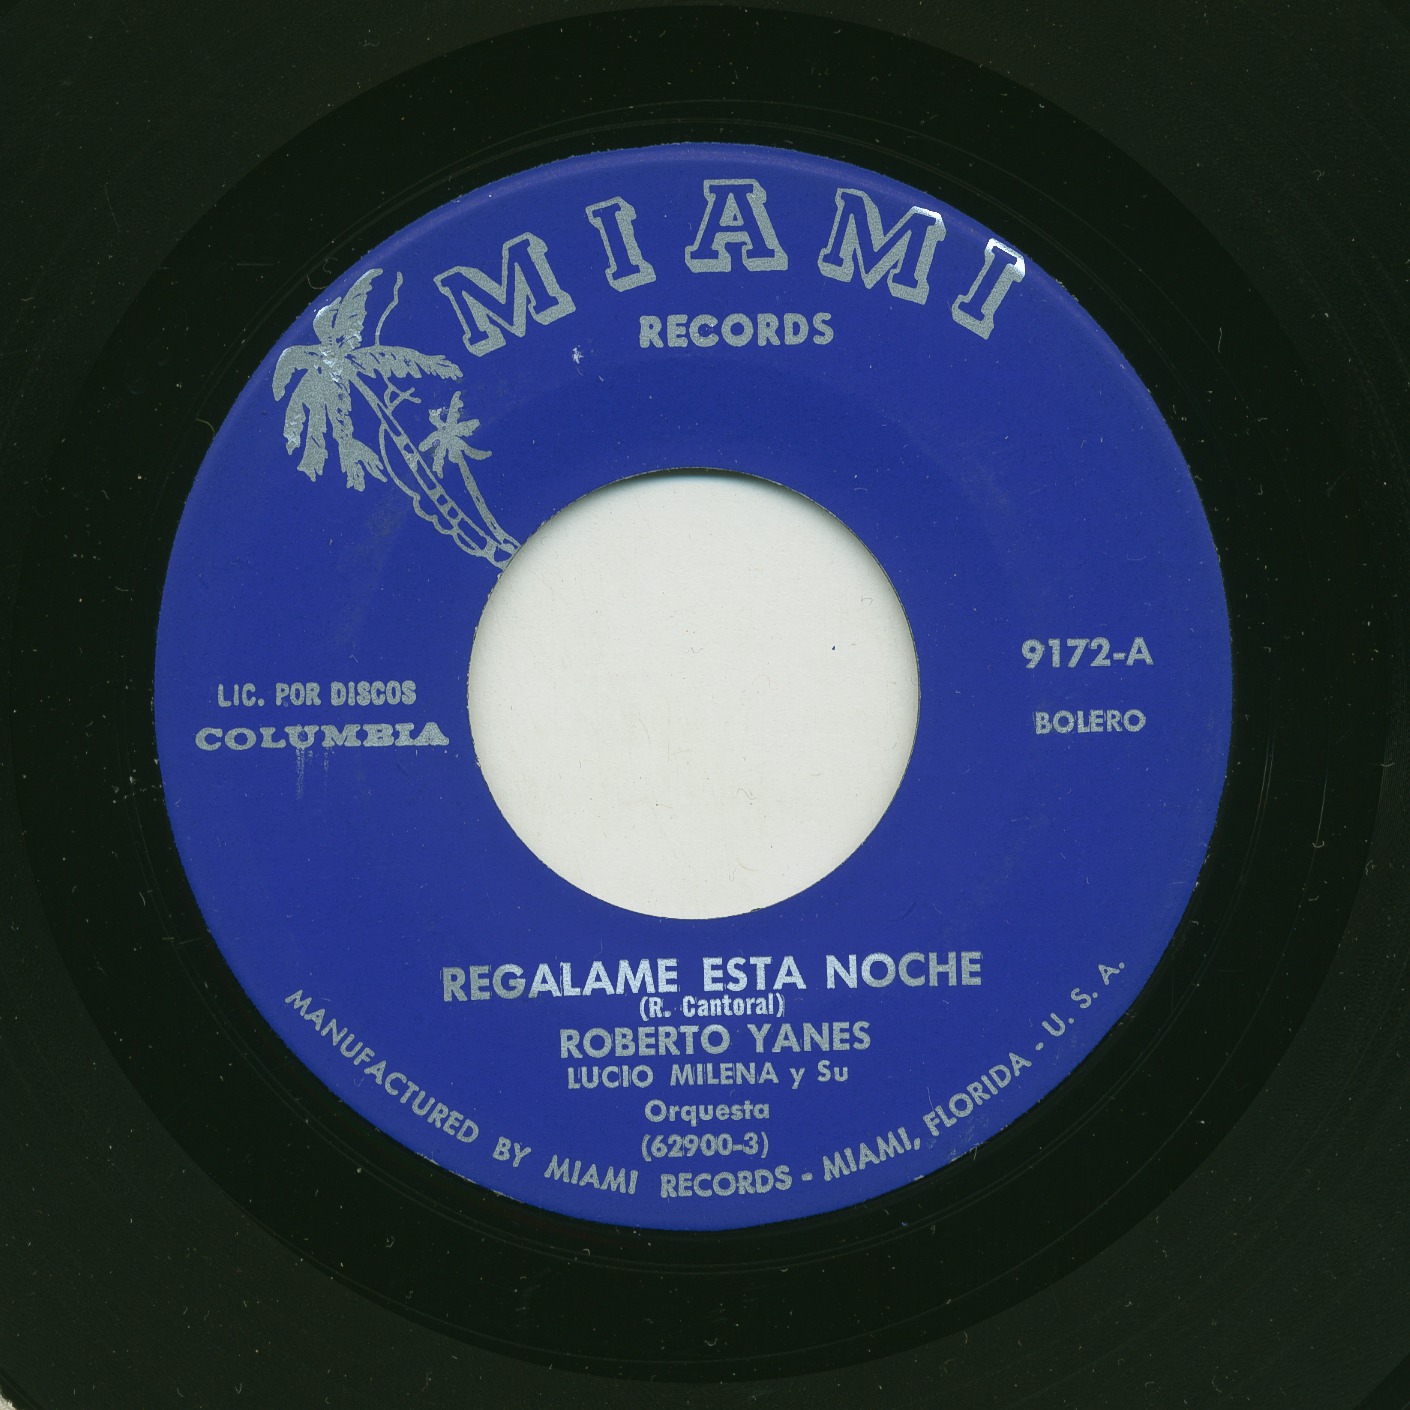 MIAMI
RECORDS
9172-A
BOLERO
LIC. POR DISCOS
COLUMBIA
REGALAME ESTA NOCHE
(R. Cantoral)
ROBERTO YANES
LUCIO MILENA y Su
Orquesta
(62900-3)
MANUFACTURED BY MIAMI RECORDS - MIAMI, FLORIDA - U. S. A.